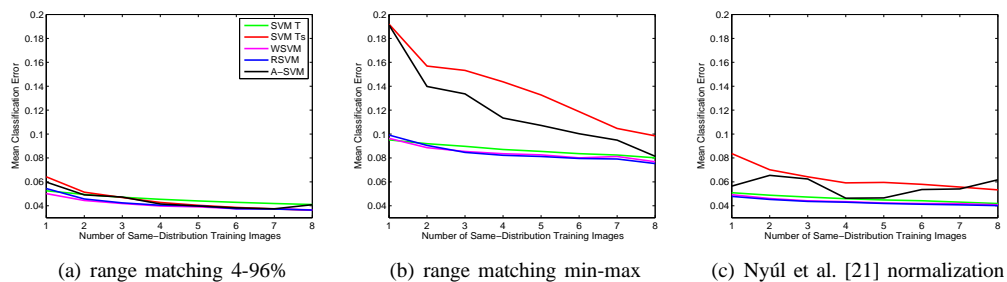 0.2
0.18
0.16
0.14
0.12
0.1
0.08
0.06
0.04
Mean Classification Error
SVM T
SVM Ts
WSVM
RSVM
A−SVM
1 2 3 4 5 6 7 8
Number of Same−Distribution Training Images
(a) range matching 4-96%
0.2
0.18
0.16
0.14
0.12
0.1
0.08
0.06
0.04
Mean Classification Error
1 2 3 4 5 6 7 8
Number of Same−Distribution Training Images
(b) range matching min-max
0.2
0.18
0.16
0.14
0.12
0.1
0.08
0.06
0.04
Mean Classification Error
1 2 3 4 5 6 7 8
Number of Same−Distribution Training Images
(c) Nyúl et al. [21] normalization